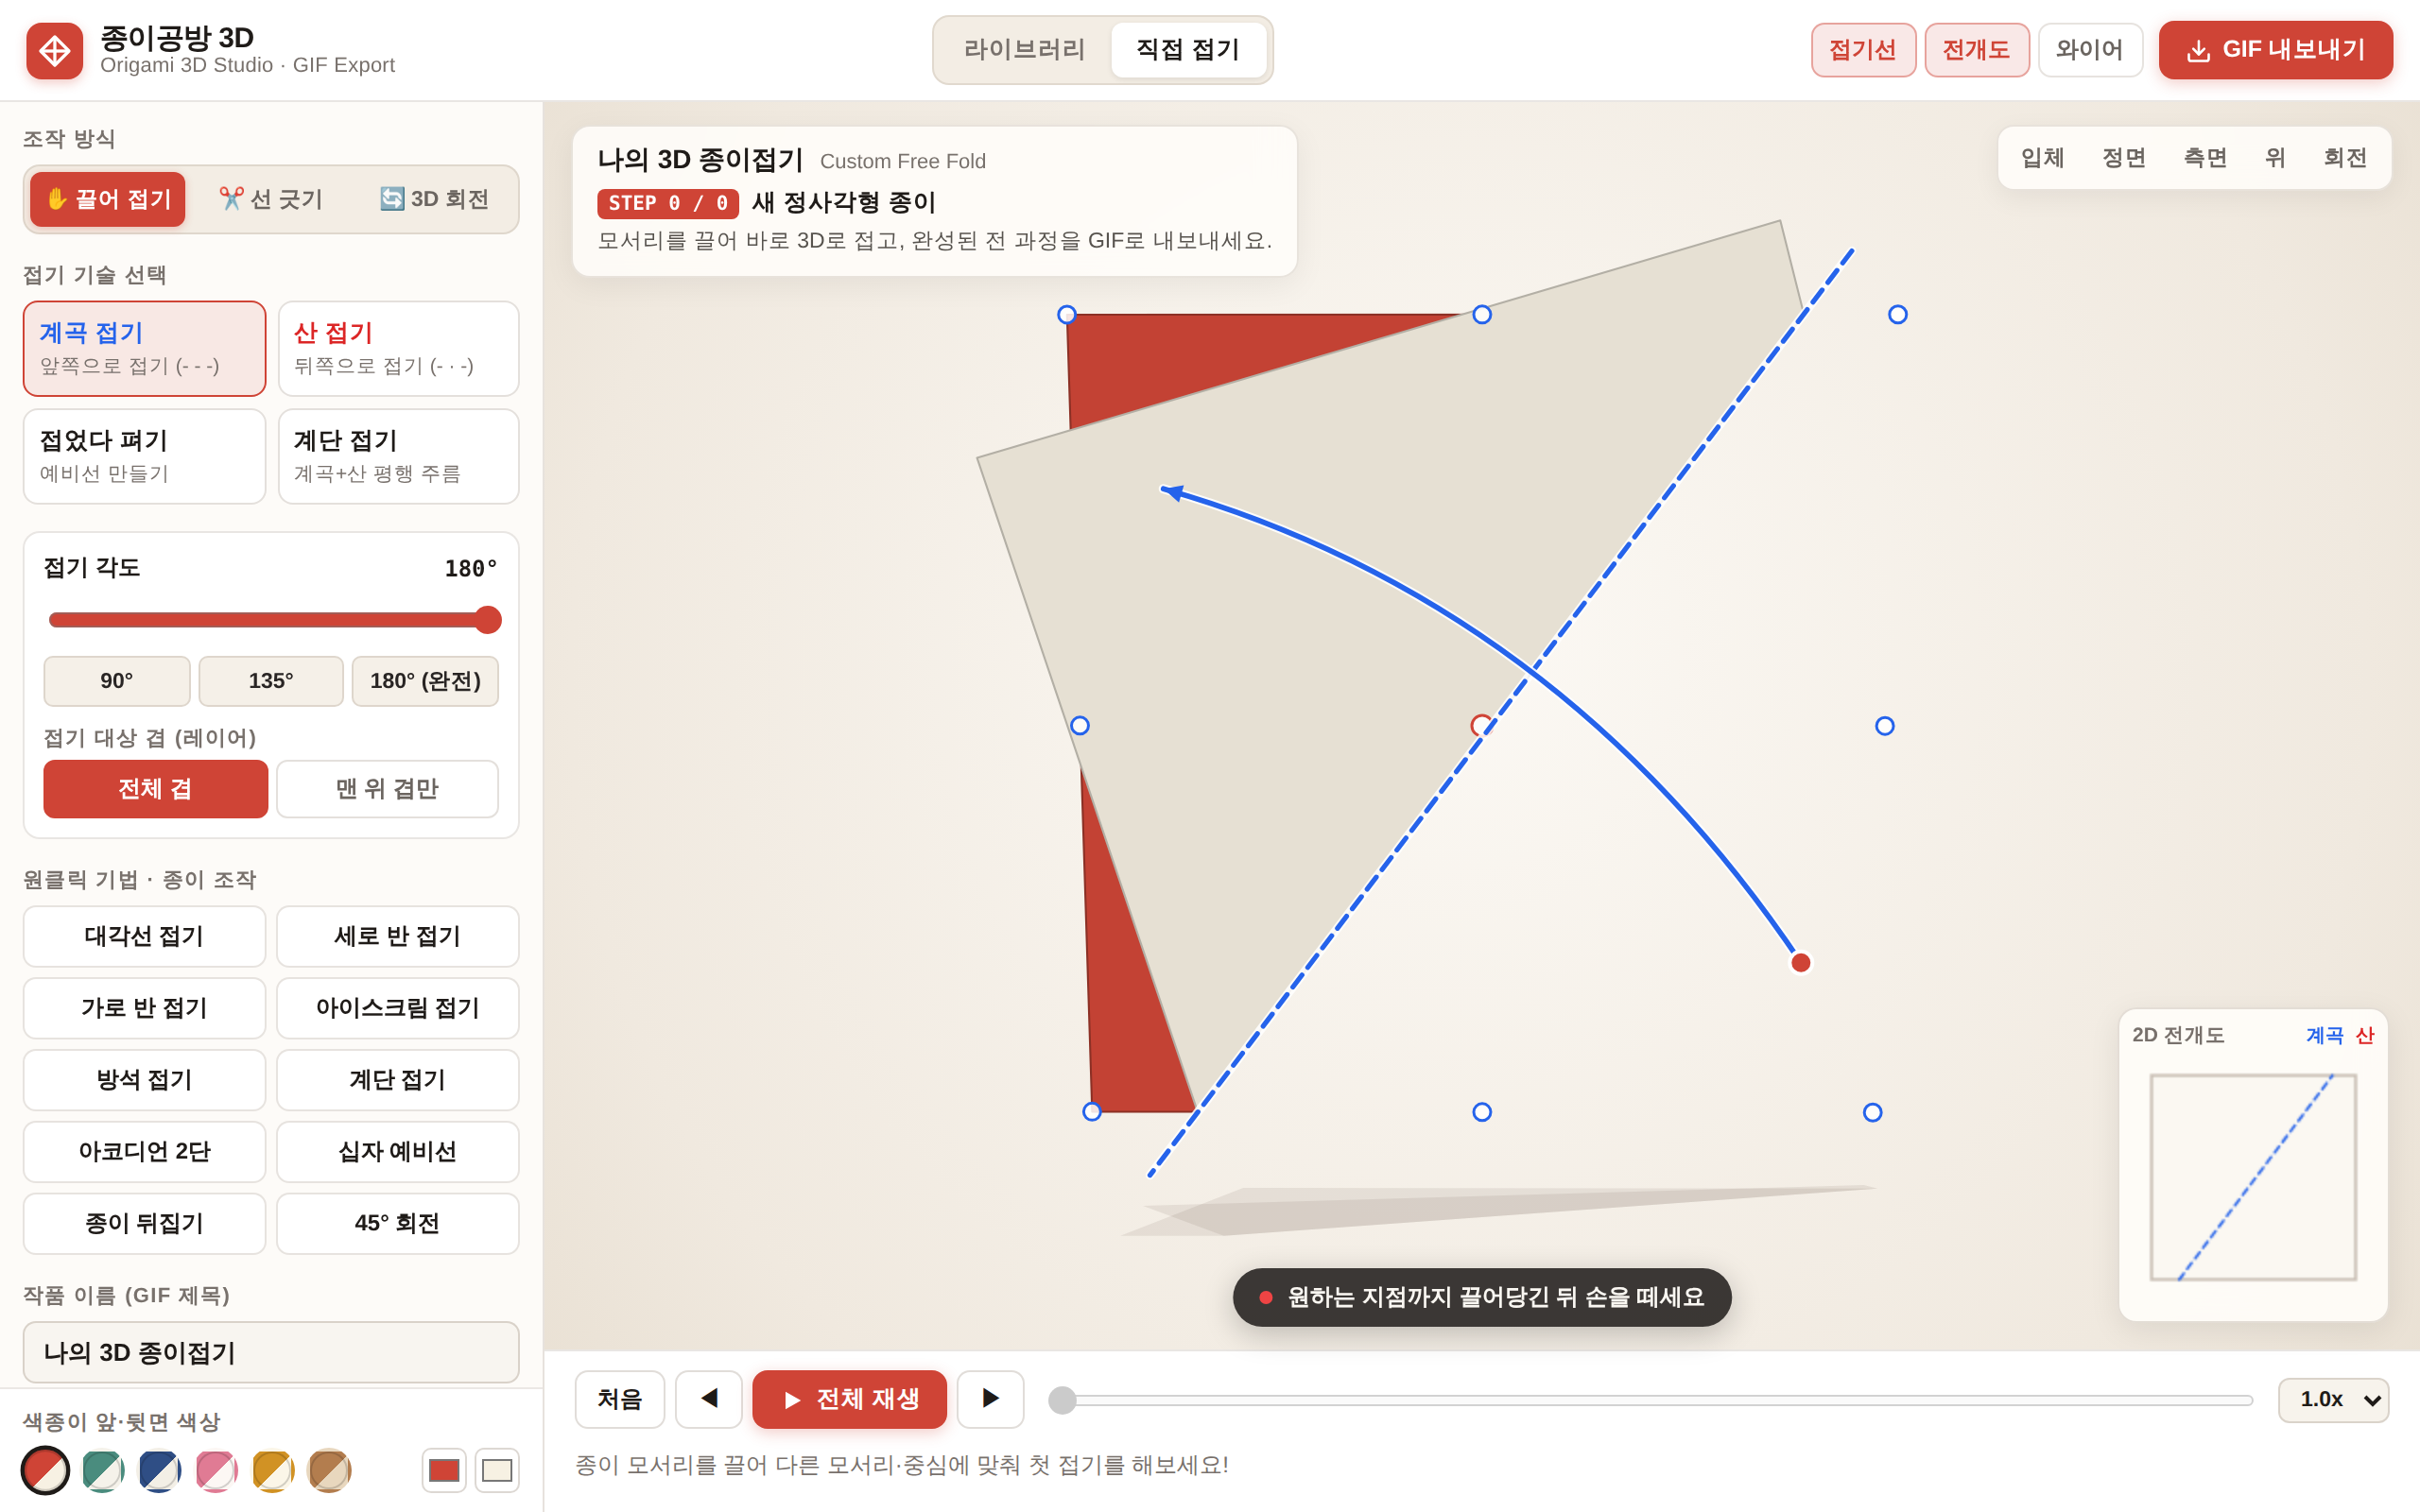 종이공방 3D
Origami 3D Studio · GIF Export
라이브러리
직접 접기
접기선
전개도
와이어
GIF 내보내기
조작 방식
끌어 접기
선 긋기
3D 회전
접기 기술 선택
계곡 접기
앞쪽으로 접기 (- - -)
산 접기
뒤쪽으로 접기 (- · -)
접었다 펴기
예비선 만들기
계단 접기
계곡+산 평행 주름
접기 각도
180°
90°
135°
180° (완전)
접기 대상 겹 (레이어)
전체 겹
맨 위 겹만
원클릭 기법 · 종이 조작
대각선 접기
세로 반 접기
가로 반 접기
아이스크림 접기
방석 접기
계단 접기
아코디언 2단
십자 예비선
종이 뒤집기
45° 회전
작품 이름 (GIF 제목)
나의 3D 종이접기
색종이 앞·뒷면 색상
나의 3D 종이접기 Custom Free Fold
STEP 0 / 0 새 정사각형 종이
모서리를 끌어 바로 3D로 접고, 완성된 전 과정을 GIF로 내보내세요.
입체
정면
측면
위
회전
2D 전개도
계곡
산
원하는 지점까지 끌어당긴 뒤 손을 떼세요
처음
전체 재생
1.0x
종이 모서리를 끌어 다른 모서리·중심에 맞춰 첫 접기를 해보세요!